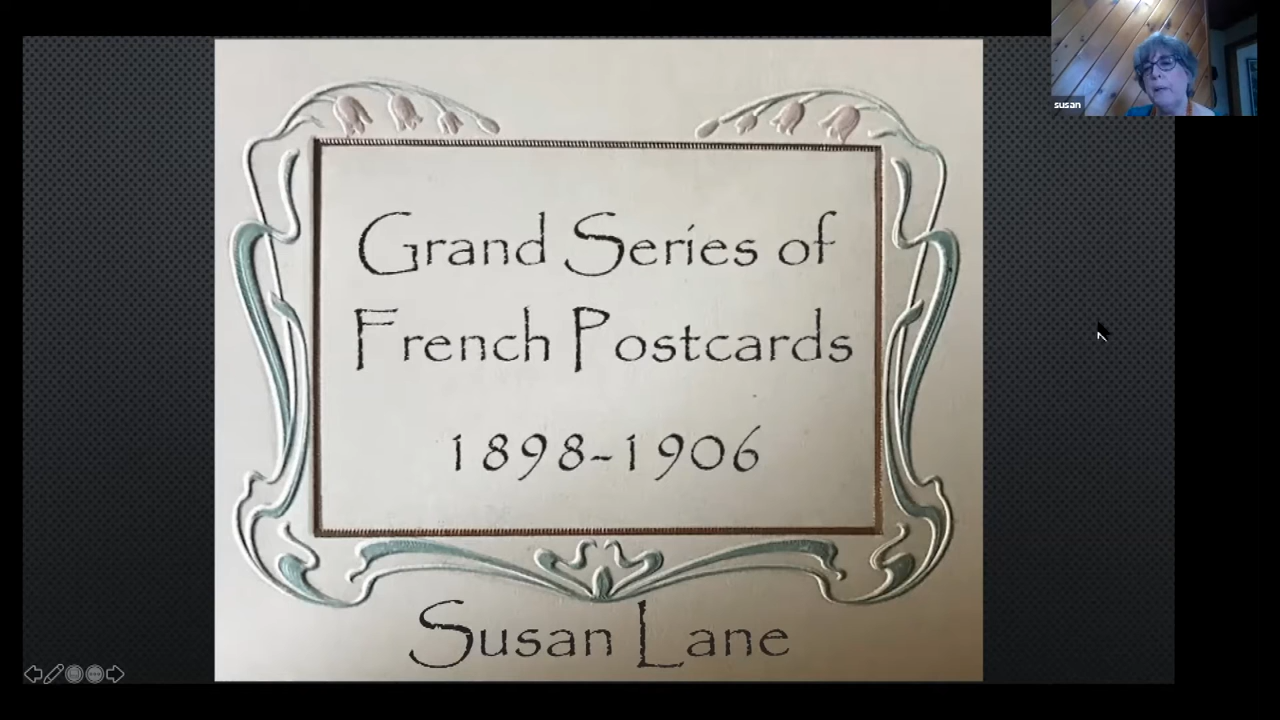 susan
Grand Series of
French Postcards
1898-1906
Susan Lane